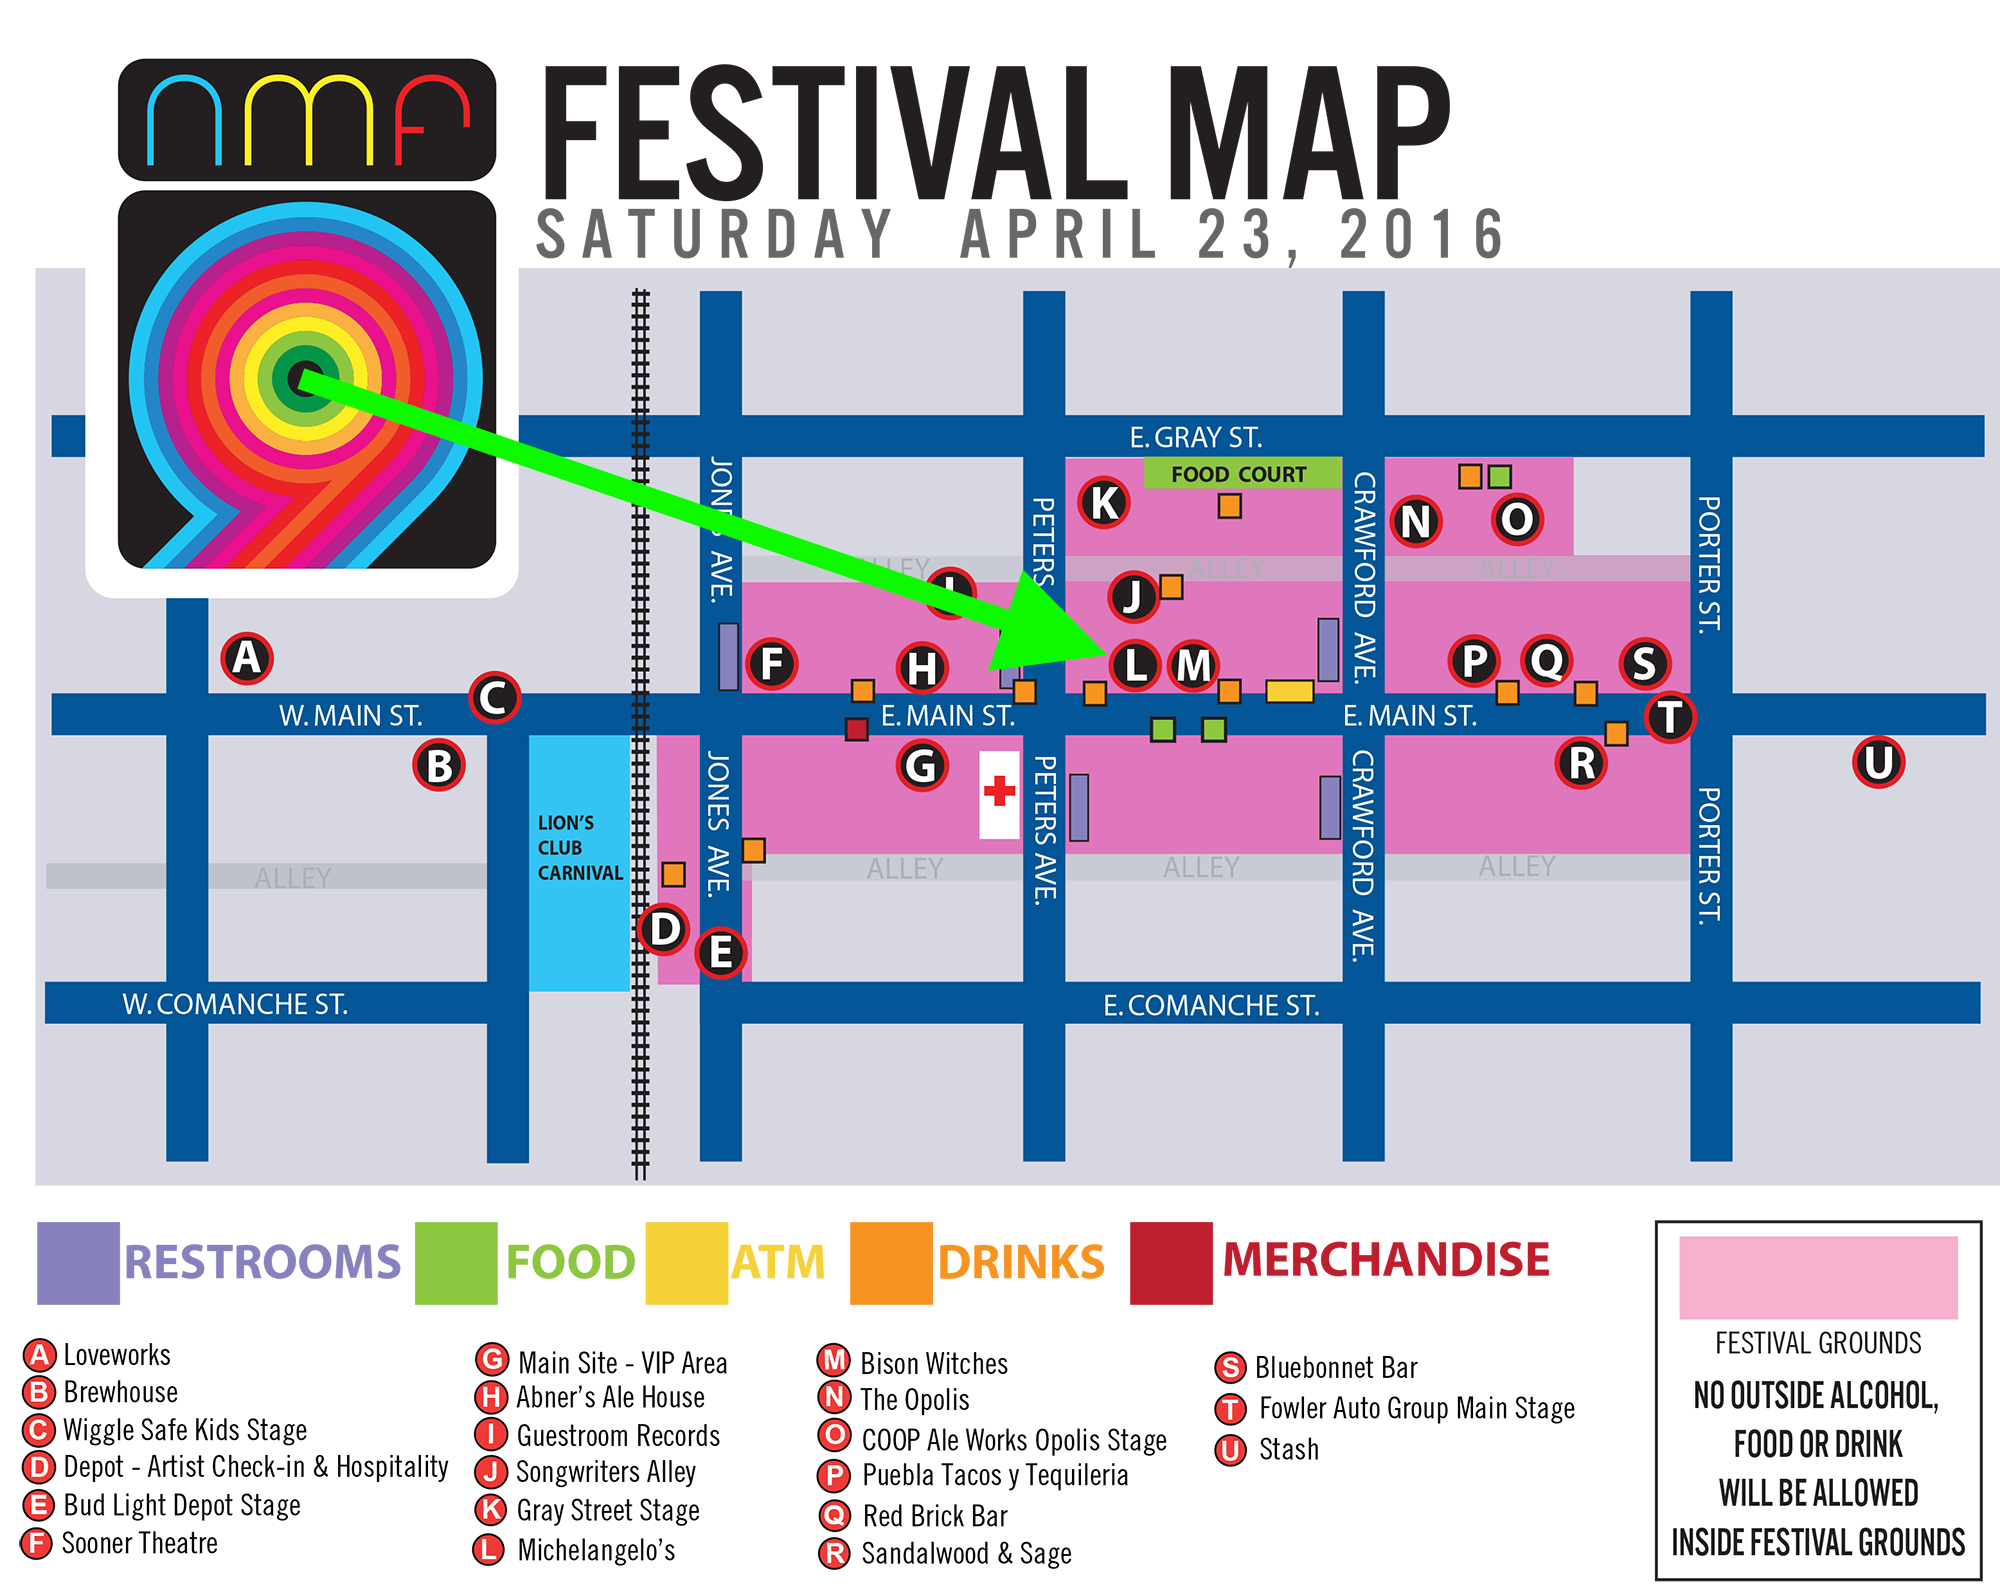 nmf
FESTIVAL MAP
SATURDAY APRIL 23, 2016
E. GRAY ST.
FOOD COURT
K
N
O
JONES AVE.
PETERS
CRAWFORD AVE.
PORTER ST.
ALLEY
ALLEY
ALLEY
I
J
A
F
H
L
M
P
Q
S
C
W. MAIN ST.
E. MAIN ST.
E. MAIN ST.
T
B
G
R
U
JONES AVE.
PETERS AVE.
CRAWFORD AVE.
PORTER ST.
LION'S
CLUB
CARNIVAL
ALLEY
ALLEY
ALLEY
ALLEY
D
E
W. COMANCHE ST.
E. COMANCHE ST.
RESTROOMS
FOOD
ATM
DRINKS
MERCHANDISE
A Loveworks
B Brewhouse
C Wiggle Safe Kids Stage
D Depot - Artist Check-in & Hospitality
E Bud Light Depot Stage
F Sooner Theatre
G Main Site - VIP Area
H Abner's Ale House
I Guestroom Records
J Songwriters Alley
K Gray Street Stage
L Michelangelo's
M Bison Witches
N The Opolis
O COOP Ale Works Opolis Stage
P Puebla Tacos y Tequileria
Q Red Brick Bar
R Sandalwood & Sage
S Bluebonnet Bar
T Fowler Auto Group Main Stage
U Stash
FESTIVAL GROUNDS
NO OUTSIDE ALCOHOL,
FOOD OR DRINK
WILL BE ALLOWED
INSIDE FESTIVAL GROUNDS